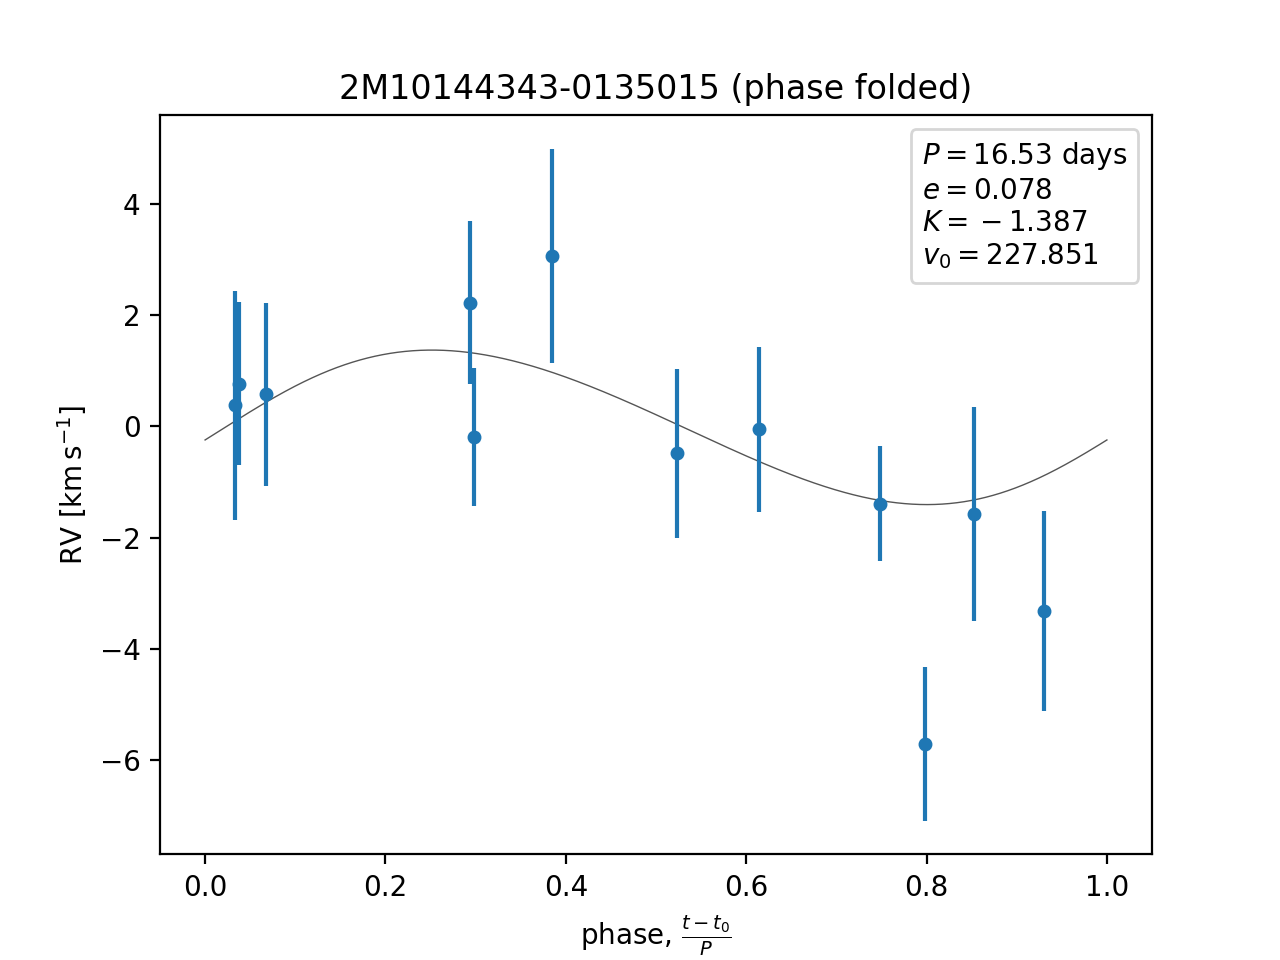 2M10144343-0135015 (phase folded)
P = 16.53 days
e = 0.078
K = −1.387
v₀ = 227.851
RV [km s⁻¹]
4
2
0
−2
−4
−6
0.0 0.2 0.4 0.6 0.8 1.0
phase, (t − t₀)/P